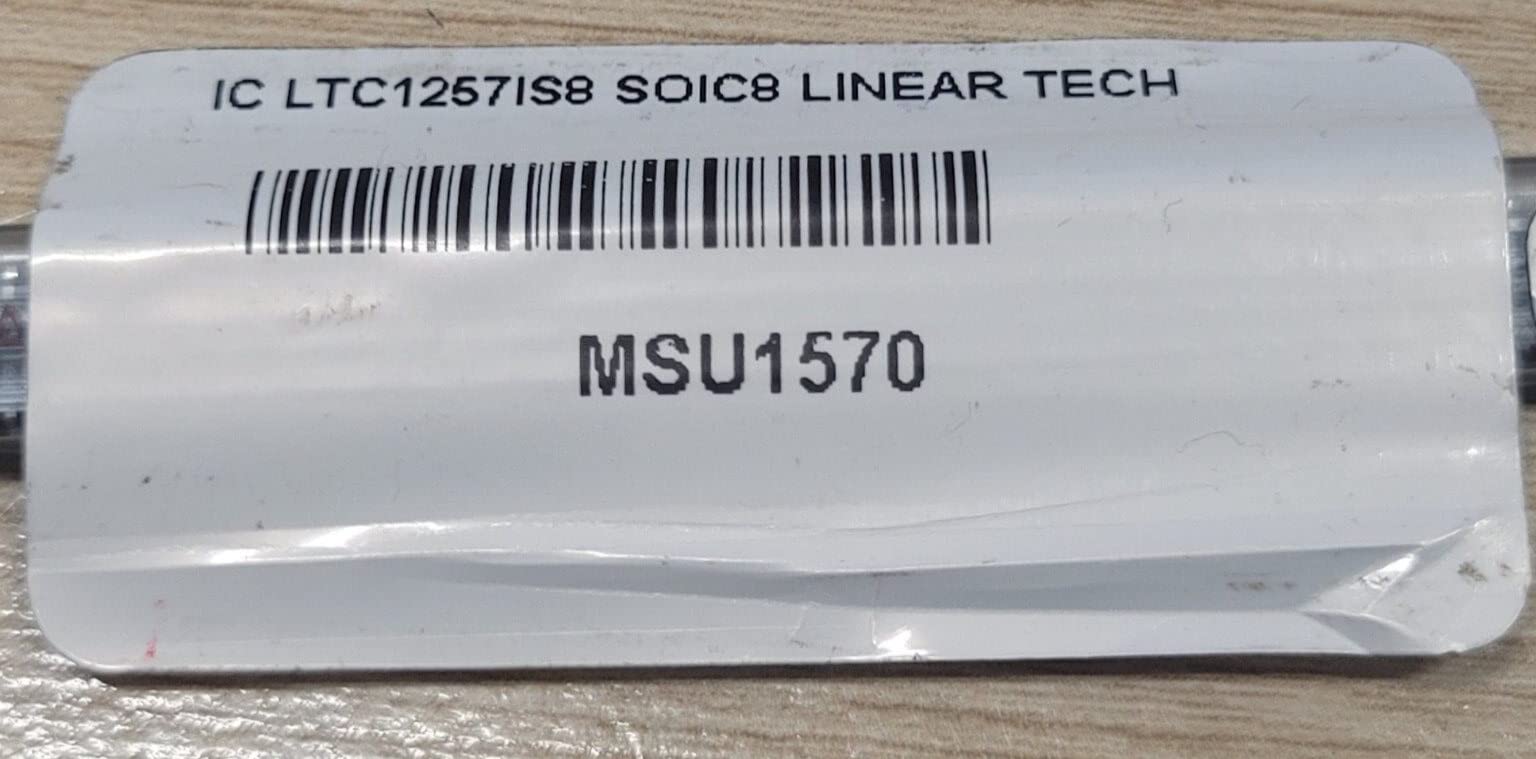 IC LTC1257IS8 SOIC8 LINEAR TECH
MSU1570